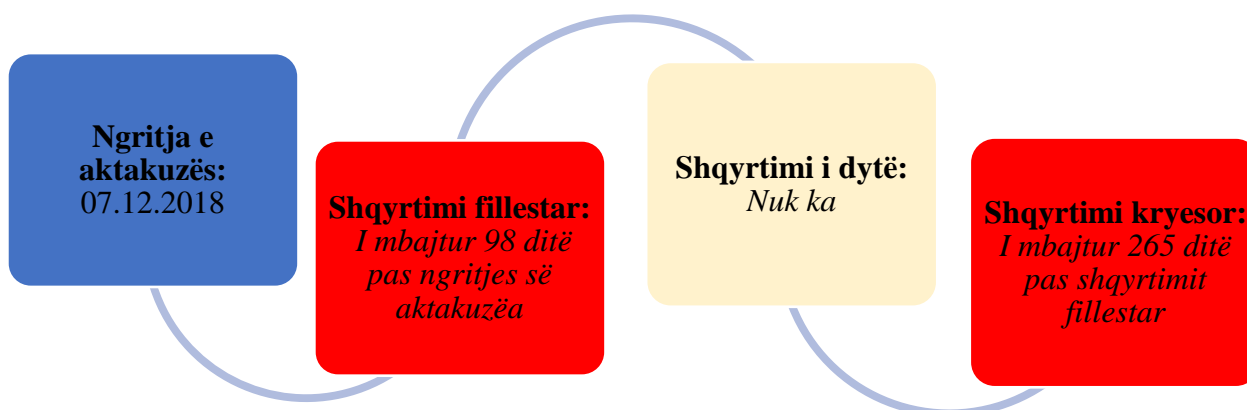 Ngritja e
aktakuzës:
07.12.2018
Shqyrtimi fillestar:
I mbajtur 98 ditë
pas ngritjes së
aktakuzëa
Shqyrtimi i dytë:
Nuk ka
Shqyrtimi kryesor:
I mbajtur 265 ditë
pas shqyrtimit
fillestar